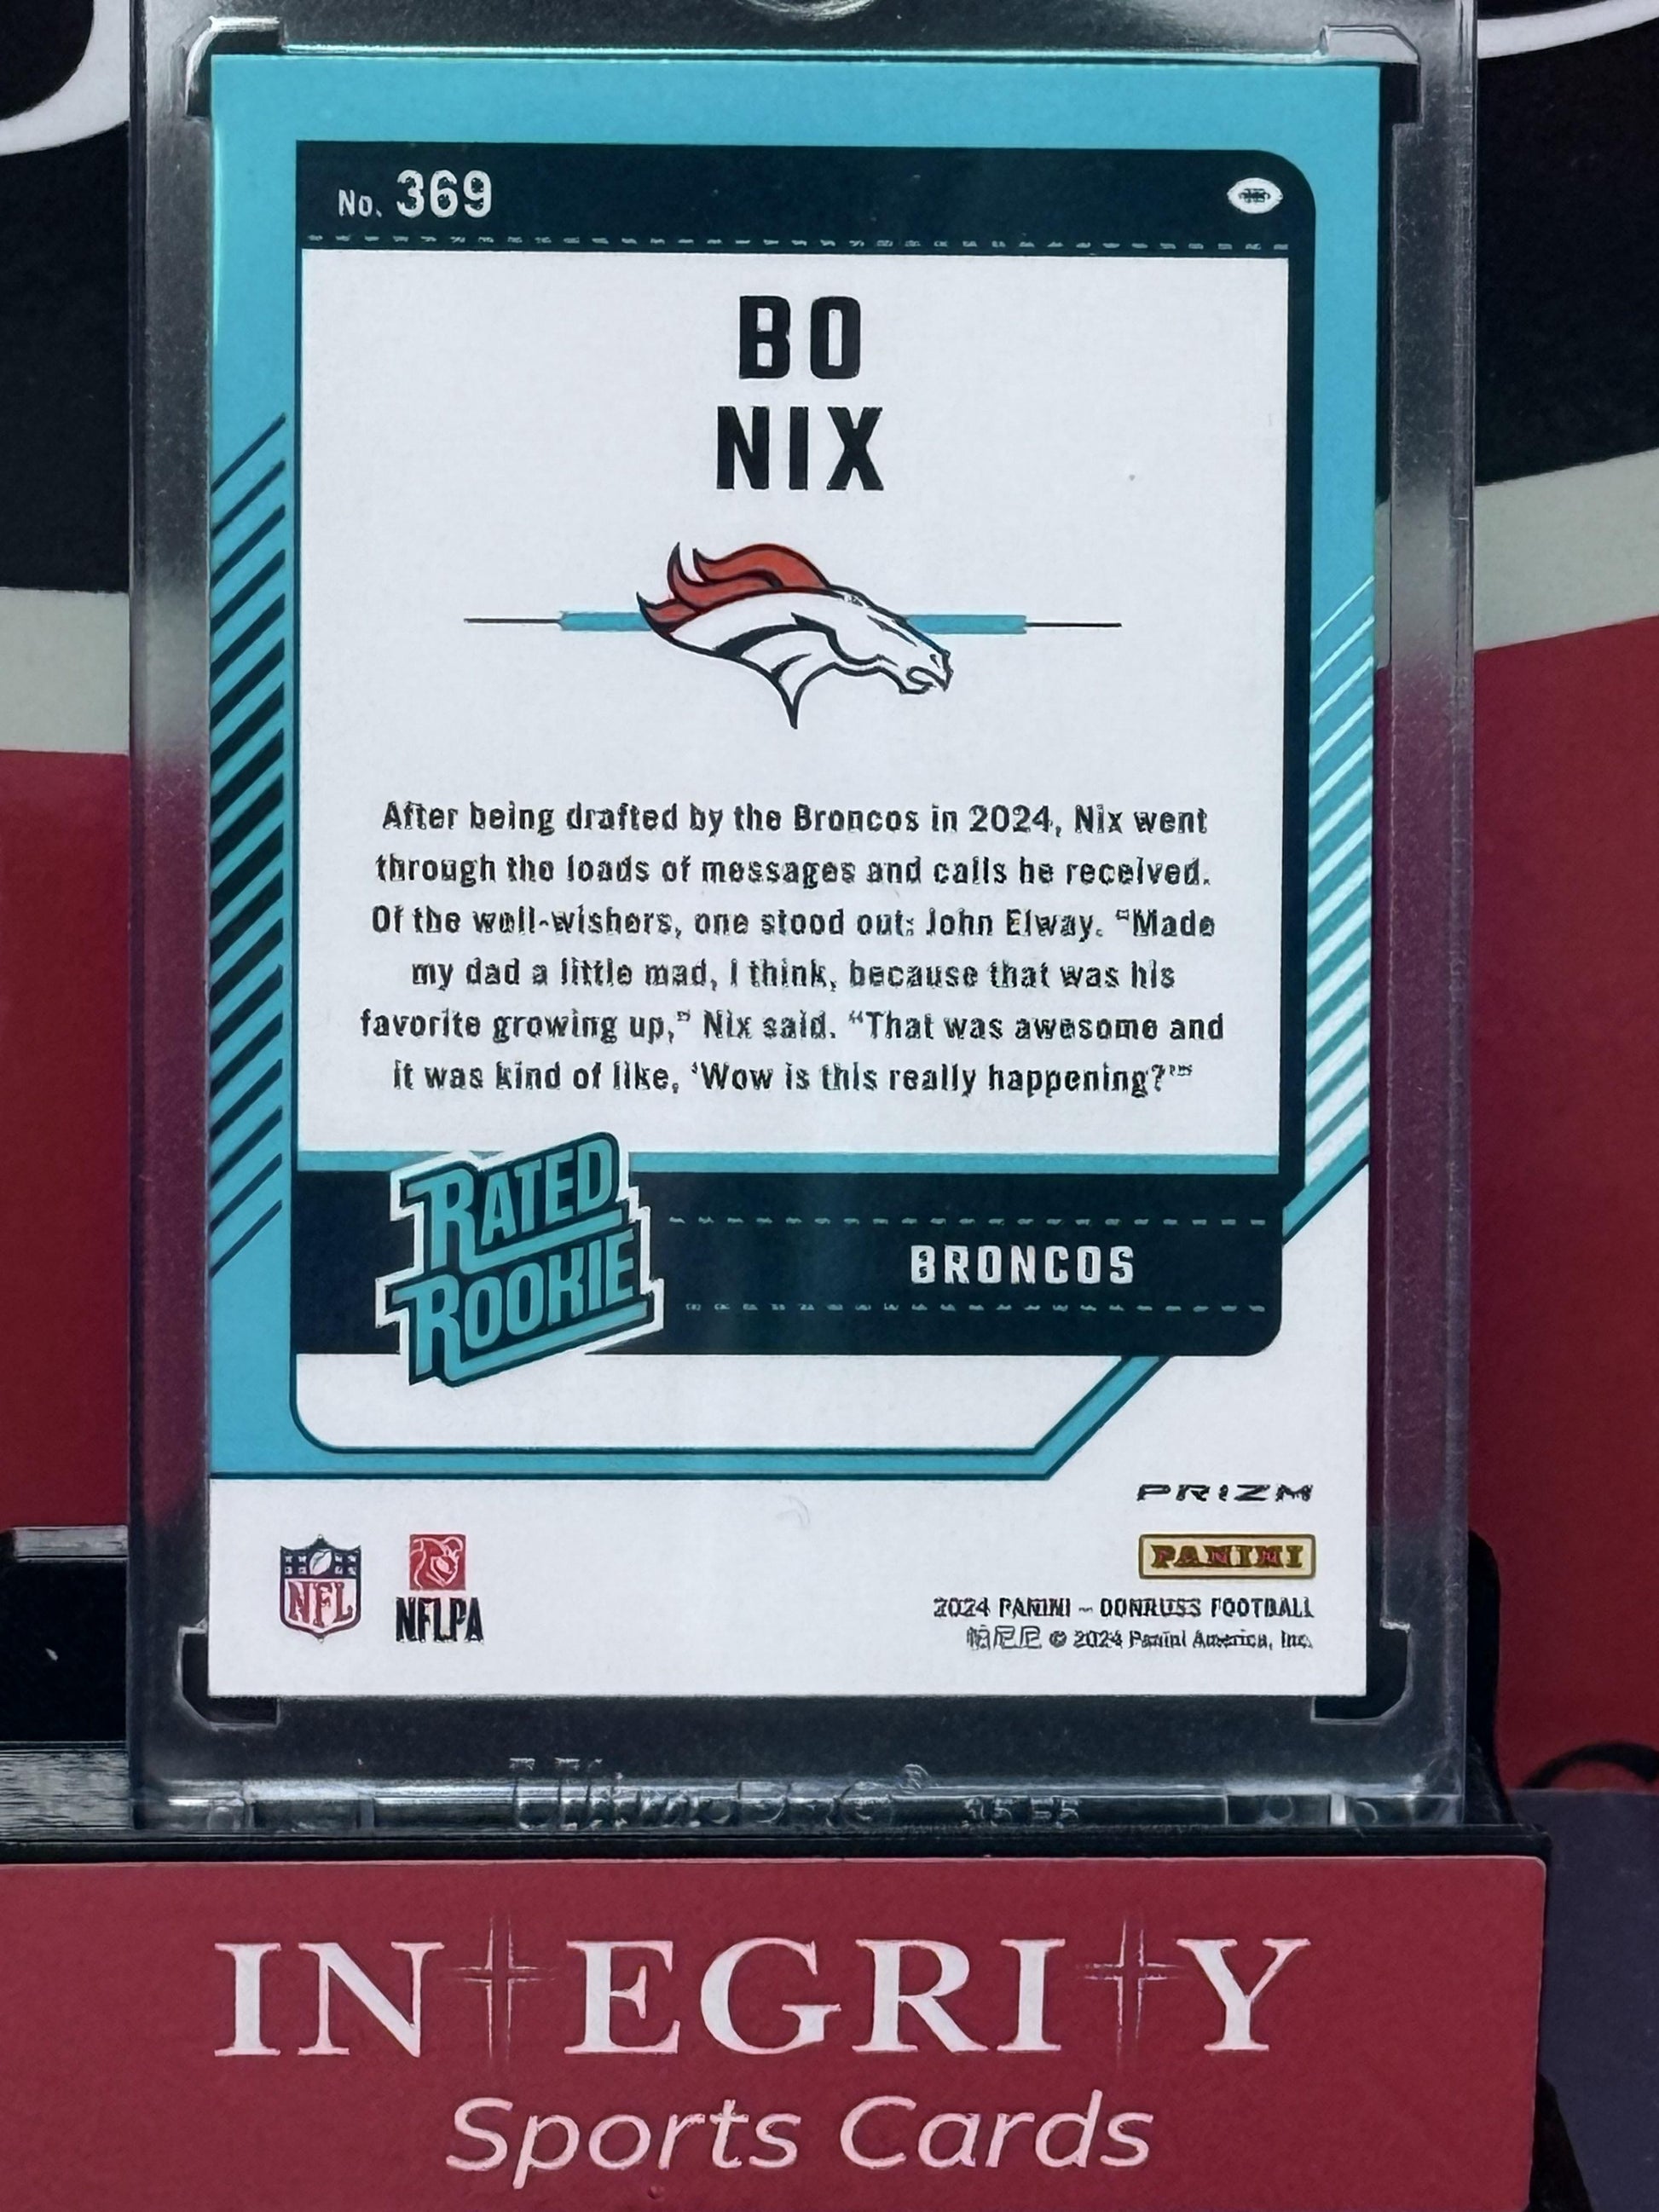 No. 369
BO
NIX
After being drafted by the Broncos in 2024, Nix went
through the loads of messages and calls he received.
Of the well-wishers, one stood out: John Elway. “Made
my dad a little mad, I think, because that was his
favorite growing up,” Nix said. “That was awesome and
it was kind of like, ‘Wow is this really happening?’”
RATED
ROOKIE
BRONCOS
PRIZM
PANINI
NFL
NFLPA
2024 PANINI – DONRUSS FOOTBALL
帕尼尼 © 2024 Panini America, Inc.
INTEGRITY
Sports Cards